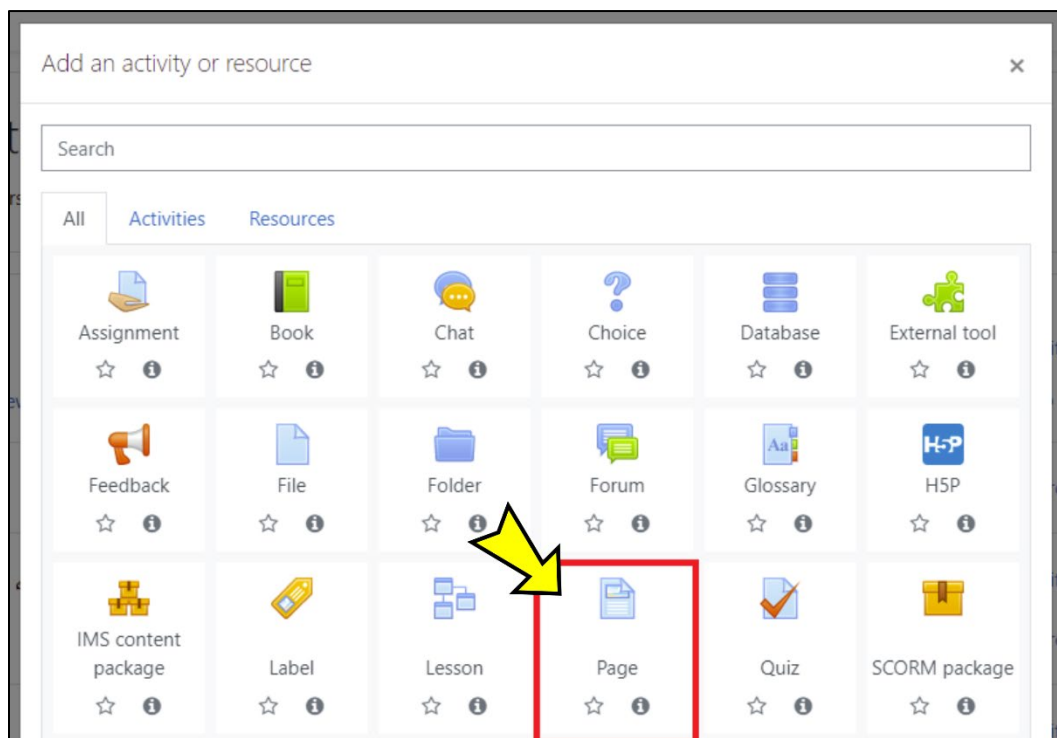 Add an activity or resource
×
Search
All Activities Resources
Assignment Book Chat Choice Database External tool
Feedback File Folder Forum Glossary H5P
Aa H5P
IMS content
package Label Lesson Page Quiz SCORM package